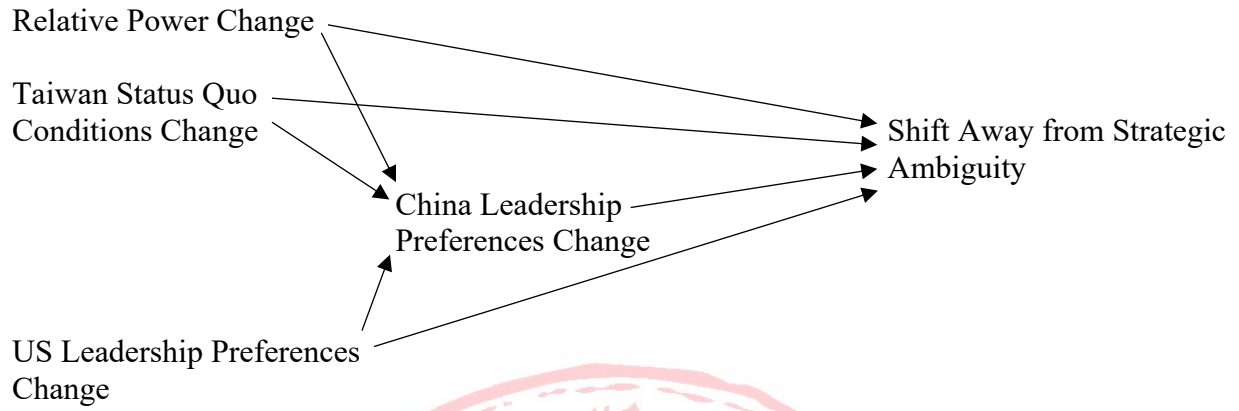 Relative Power Change
Taiwan Status Quo
Conditions Change
Shift Away from Strategic
Ambiguity
China Leadership
Preferences Change
US Leadership Preferences
Change